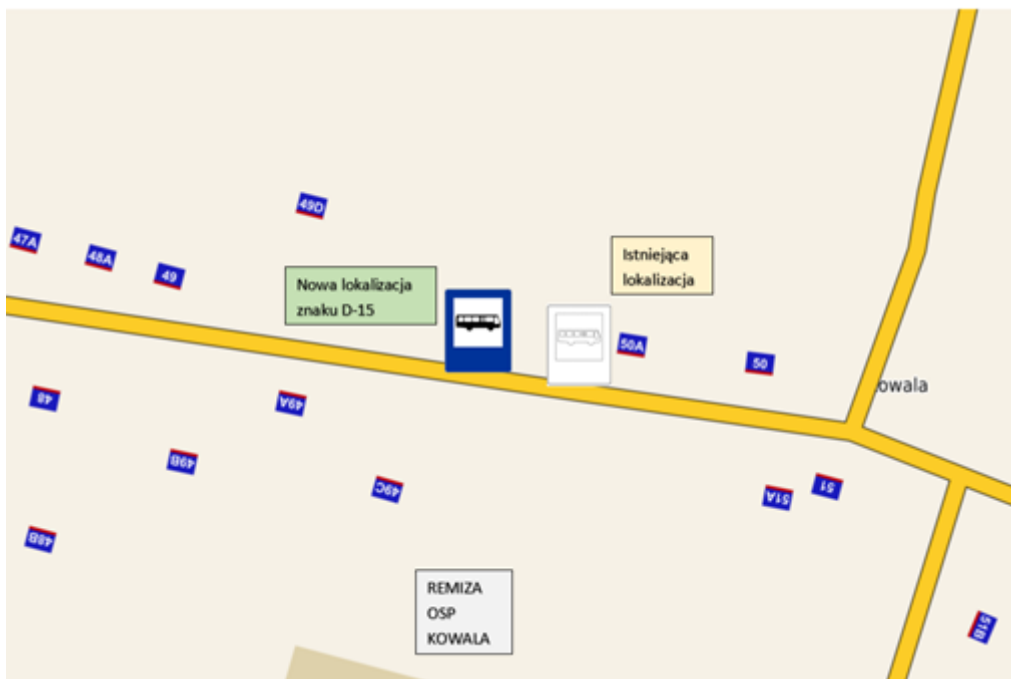 49D
47A
48A
49
Istniejąca
lokalizacja
Nowa lokalizacja
znaku D-15
50A
50
owala
48
49A
49B
49C
51A
51
48B
REMIZA
OSP
KOWALA
51B